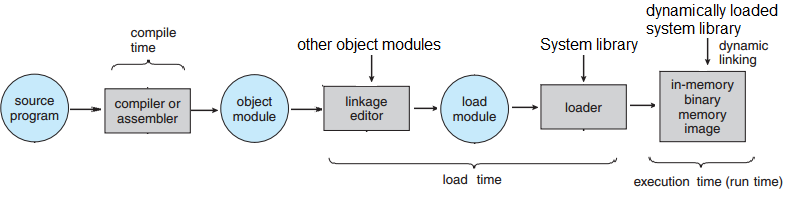 dynamically loaded
system library
compile
time
other object modules
System library
dynamic
linking
source
program
compiler or
assembler
object
module
linkage
editor
load
module
loader
in-memory
binary
memory
image
load time
execution time (run time)